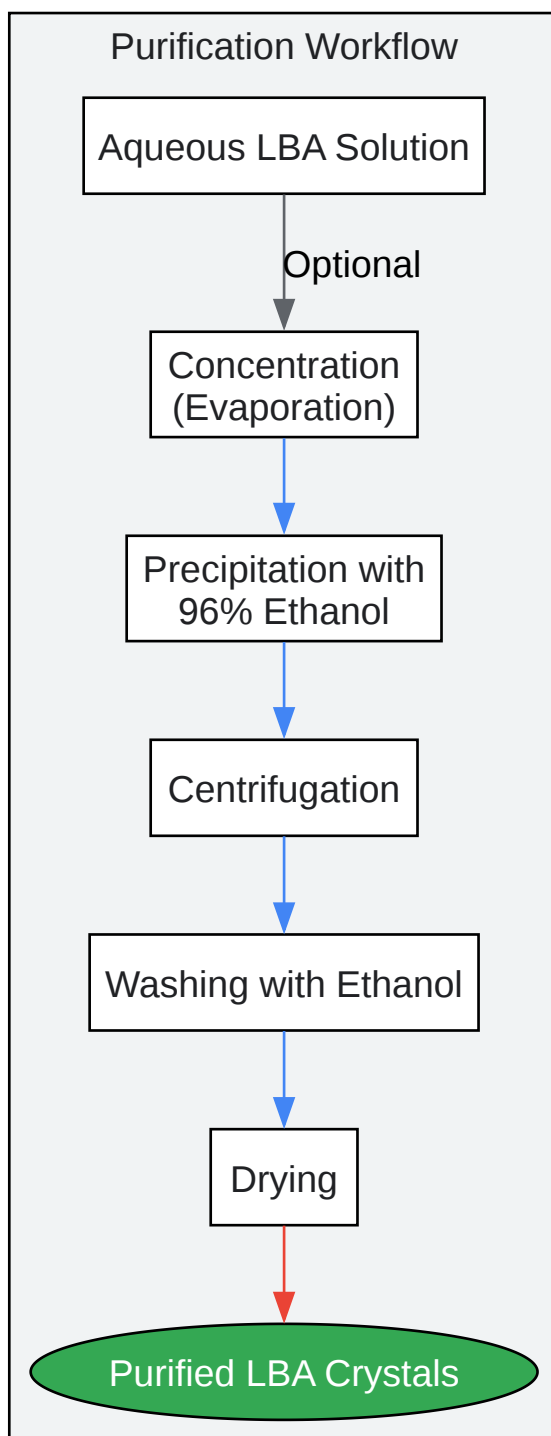 Purification Workflow
Aqueous LBA Solution
Optional
Concentration
(Evaporation)
Precipitation with
96% Ethanol
Centrifugation
Washing with Ethanol
Drying
Purified LBA Crystals